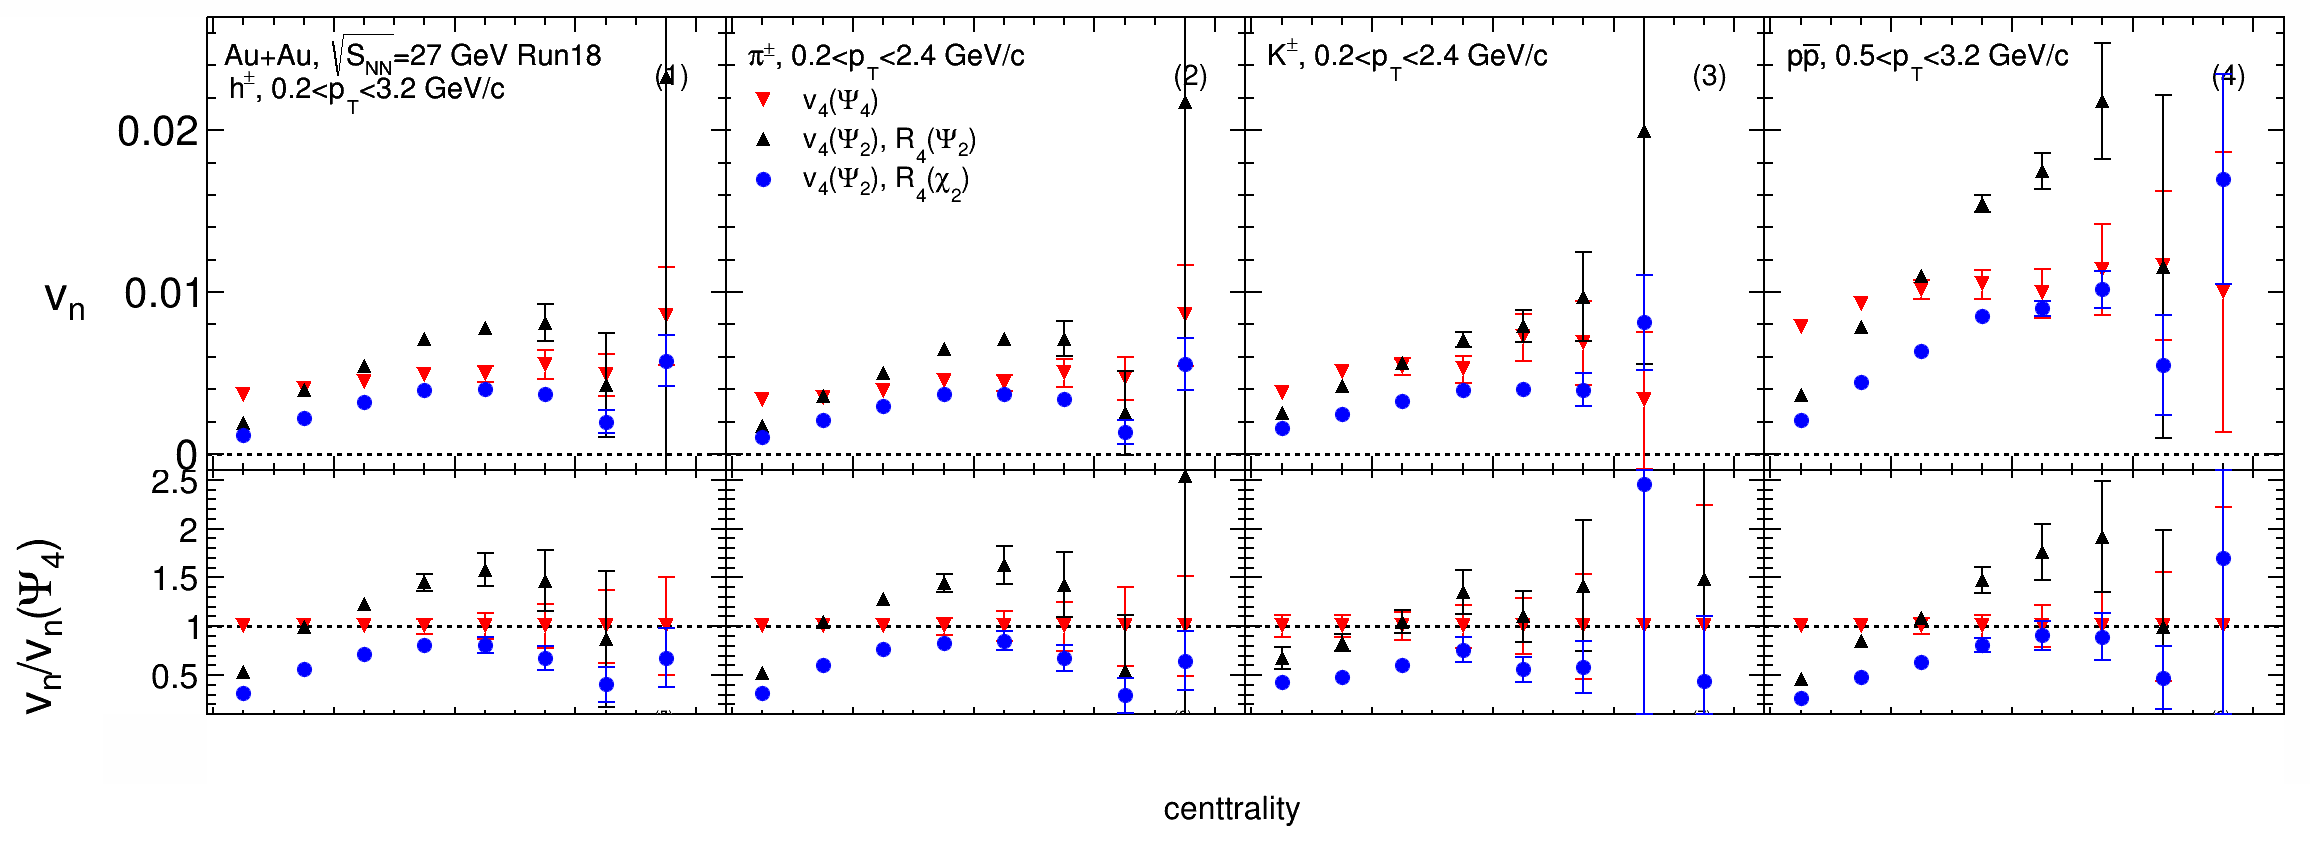 Au+Au, √S_NN=27 GeV Run18
h±, 0.2<p_T<3.2 GeV/c
(1)
π±, 0.2<p_T<2.4 GeV/c
(2)
v_4(Ψ_4)
v_4(Ψ_2), R_4(Ψ_2)
v_4(Ψ_2), R_4(χ_2)
K±, 0.2<p_T<2.4 GeV/c
(3)
pp̅, 0.5<p_T<3.2 GeV/c
(4)
v_n
0.02
0.01
0
v_n/v_n(Ψ_4)
2.5
2
1.5
1
0.5
centtrality